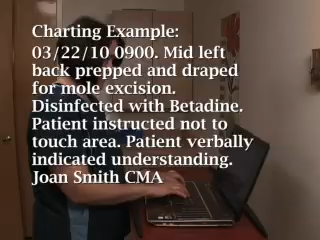 Charting Example:
03/22/10 0900. Mid left
back prepped and draped
for mole excision.
Disinfected with Betadine.
Patient instructed not to
touch area. Patient verbally
indicated understanding.
Joan Smith CMA